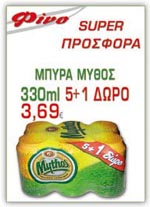 Φίνο
SUPER
ΠΡΟΣΦΟΡΑ
ΜΠΥΡΑ ΜΥΘΟΣ
330ml 5+1 ΔΩΡΟ
3,69€
5+1 Δώρο
Mythos